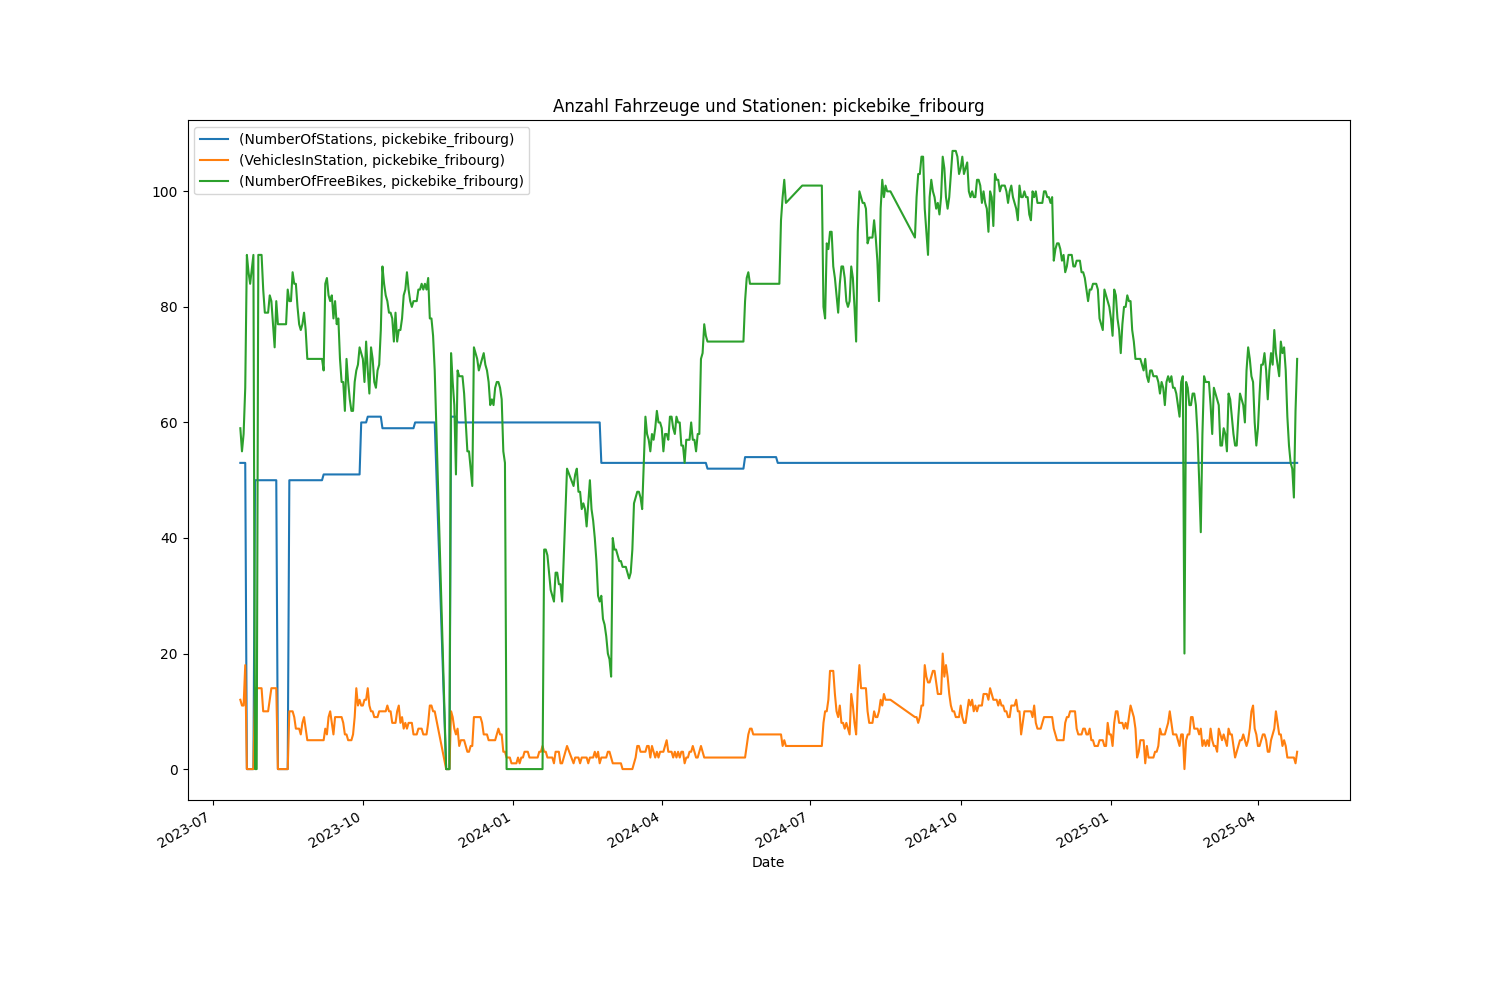 Anzahl Fahrzeuge und Stationen: pickebike_fribourg
(NumberOfStations, pickebike_fribourg)
(VehiclesInStation, pickebike_fribourg)
(NumberOfFreeBikes, pickebike_fribourg)
100
80
60
40
20
0
2023-07
2023-10
2024-01
2024-04
2024-07
2024-10
2025-01
2025-04
Date